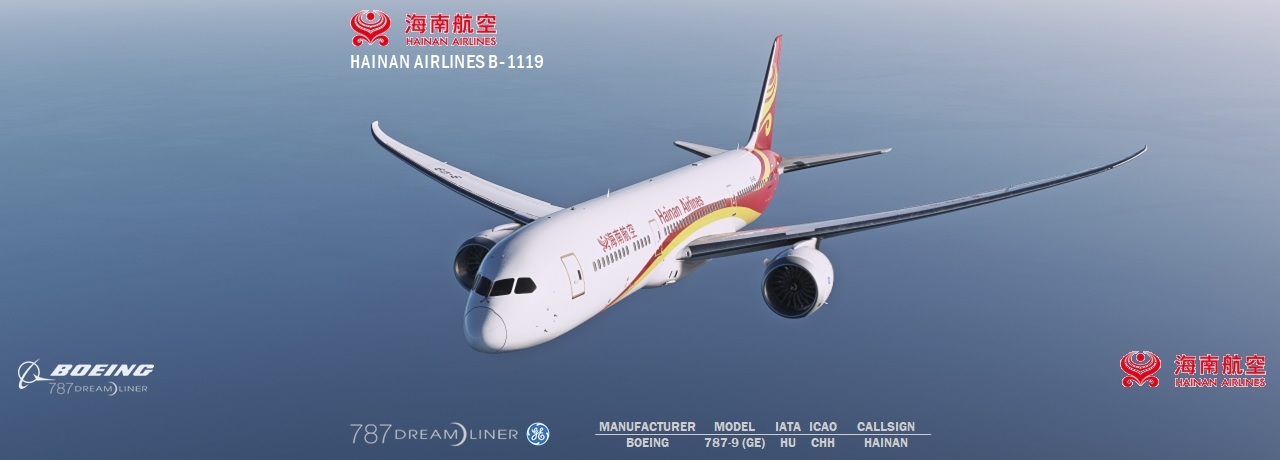 海南航空
HAINAN AIRLINES
HAINAN AIRLINES B-1119
海南航空
Hainan Airlines
BOEING
787 DREAMLINER
海南航空
HAINAN AIRLINES
787 DREAMLINER GE
MANUFACTURER MODEL IATA ICAO CALLSIGN
BOEING 787-9 (GE) HU CHH HAINAN